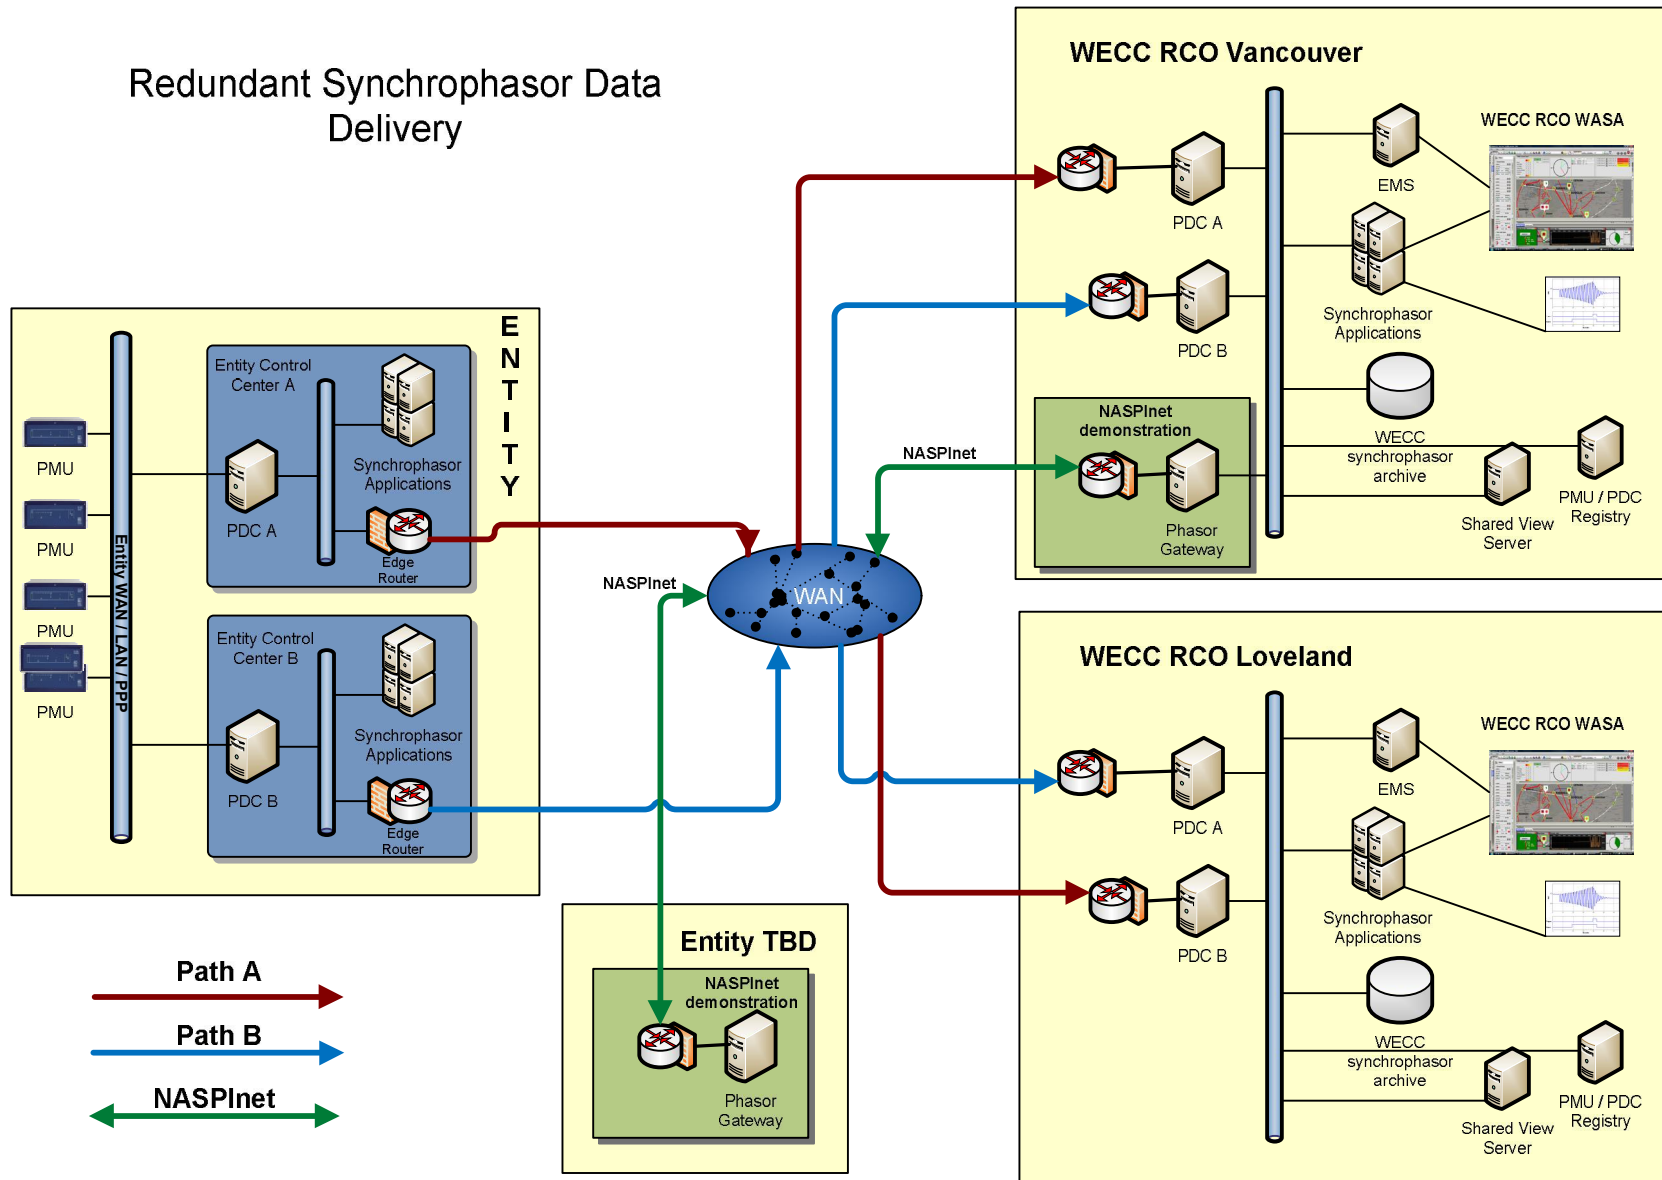 Redundant Synchrophasor Data
Delivery
ENTITY
Entity Control
Center A
PMU
PMU
PMU
PMU
Entity WAN / LAN / PPP
PDC A
Synchrophasor
Applications
Edge
Router
Entity Control
Center B
PDC B
Synchrophasor
Applications
Edge
Router
Path A
Path B
NASPInet
NASPInet
WAN
NASPInet
Entity TBD
NASPInet
demonstration
Phasor
Gateway
WECC RCO Vancouver
PDC A
PDC B
NASPInet
demonstration
Phasor
Gateway
EMS
WECC RCO WASA
Synchrophasor
Applications
WECC
synchrophasor
archive
Shared View
Server
PMU / PDC
Registry
WECC RCO Loveland
PDC A
PDC B
EMS
WECC RCO WASA
Synchrophasor
Applications
WECC
synchrophasor
archive
Shared View
Server
PMU / PDC
Registry